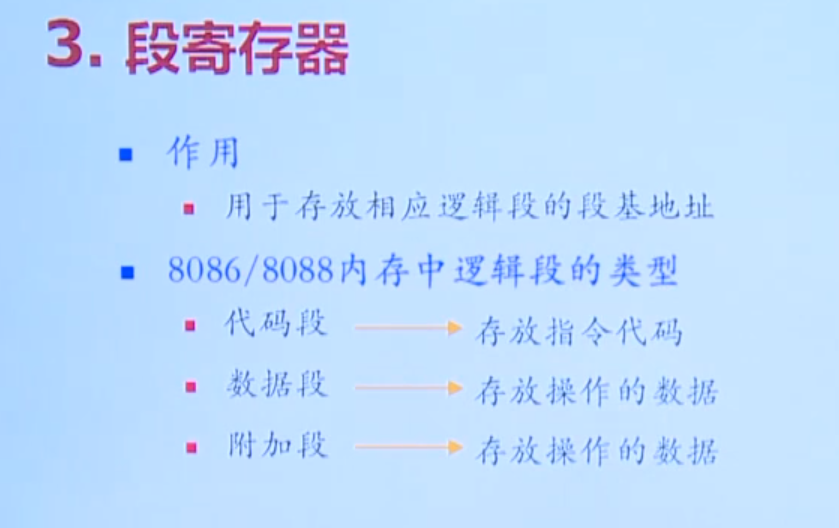 3. 段寄存器
作用
用于存放相应逻辑段的段基地址
8086/8088内存中逻辑段的类型
代码段 存放指令代码
数据段 存放操作的数据
附加段 存放操作的数据